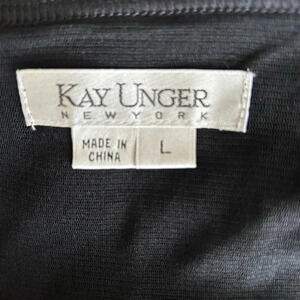 KAY UNGER
NEW YORK
MADE IN
CHINA
L